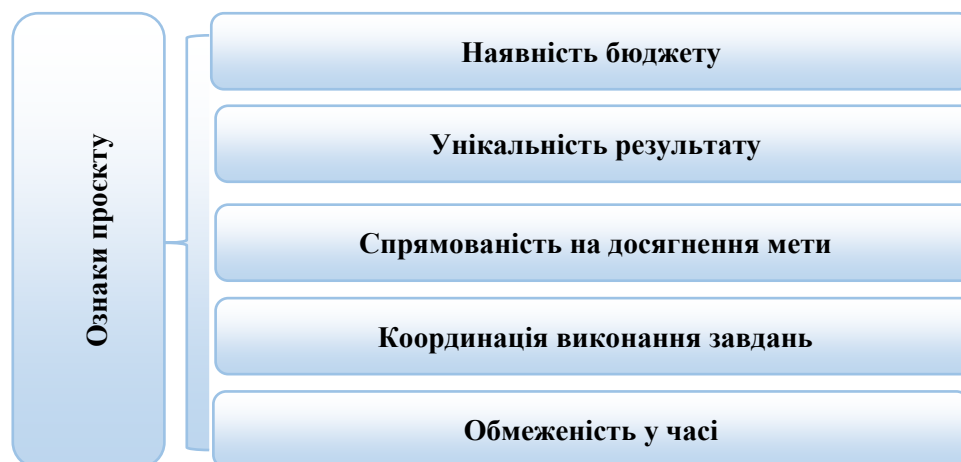 Ознаки проєкту
Наявність бюджету
Унікальність результату
Спрямованість на досягнення мети
Координація виконання завдань
Обмеженість у часі